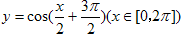 y = cos(x/2 + 3π/2)(x∈[0,2π])